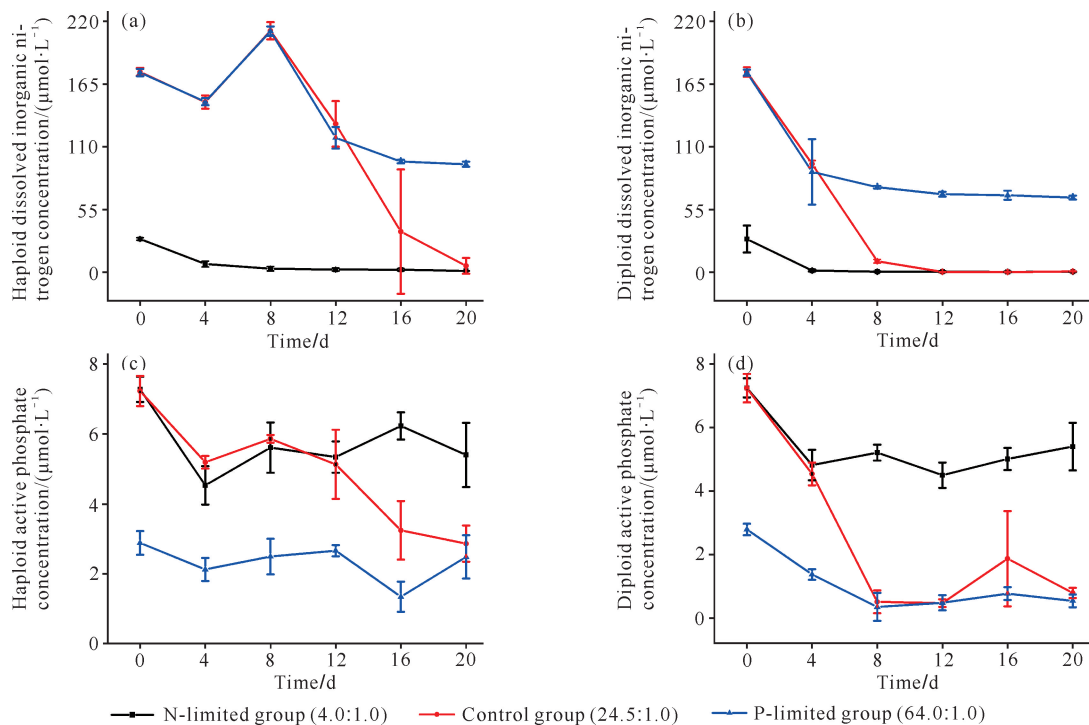 (a)
Haploid dissolved inorganic ni-
trogen concentration/(μmol·L⁻¹)
220
165
110
55
0
0 4 8 12 16 20
Time/d
(b)
Diploid dissolved inorganic ni-
trogen concentration/(μmol·L⁻¹)
220
165
110
55
0
0 4 8 12 16 20
Time/d
(c)
Haploid active phosphate
concentration/(μmol·L⁻¹)
8
6
4
2
0
0 4 8 12 16 20
Time/d
(d)
Diploid active phosphate
concentration/(μmol·L⁻¹)
8
6
4
2
0
0 4 8 12 16 20
Time/d
N-limited group (4.0:1.0) Control group (24.5:1.0) P-limited group (64.0:1.0)